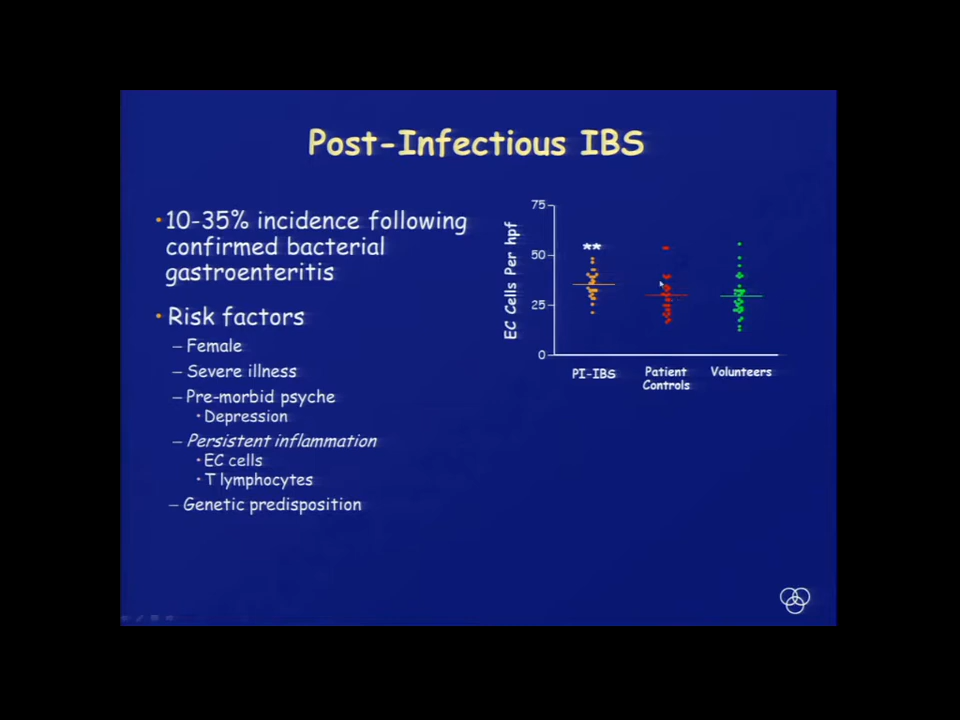 Post-Infectious IBS
•10-35% incidence following
confirmed bacterial
gastroenteritis
• Risk factors
– Female
– Severe illness
– Pre-morbid psyche
• Depression
– Persistent inflammation
• EC cells
• T lymphocytes
– Genetic predisposition
EC Cells Per hpf
75
50
25
0
**
PI-IBS
Patient
Controls
Volunteers